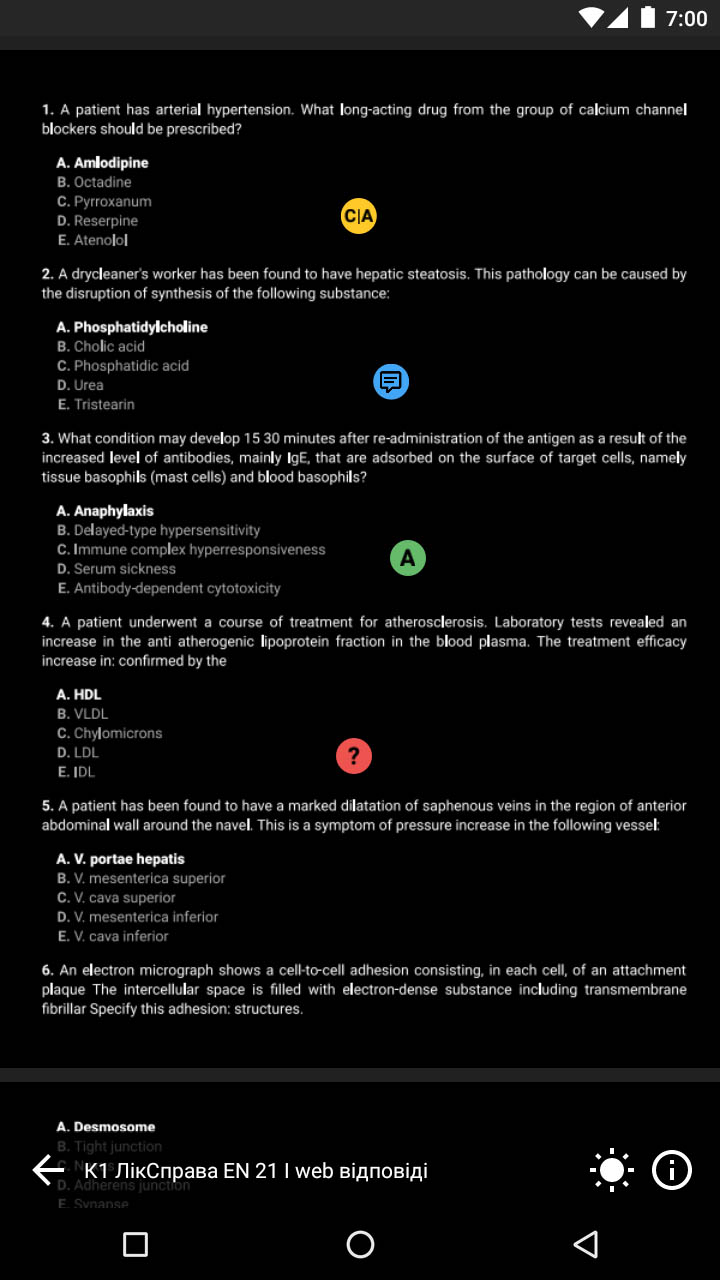 7:00
1. A patient has arterial hypertension. What long-acting drug from the group of calcium channel
blockers should be prescribed?
A. Amlodipine
B. Octadine
C. Pyrroxanum
D. Reserpine
E. Atenolol
C|A
2. A drycleaner's worker has been found to have hepatic steatosis. This pathology can be caused by
the disruption of synthesis of the following substance:
A. Phosphatidylcholine
B. Cholic acid
C. Phosphatidic acid
D. Urea
E. Tristearin
3. What condition may develop 15 30 minutes after re-administration of the antigen as a result of the
increased level of antibodies, mainly IgE, that are adsorbed on the surface of target cells, namely
tissue basophils (mast cells) and blood basophils?
A. Anaphylaxis
B. Delayed-type hypersensitivity
C. Immune complex hyperresponsiveness
D. Serum sickness
E. Antibody-dependent cytotoxicity
A
4. A patient underwent a course of treatment for atherosclerosis. Laboratory tests revealed an
increase in the anti atherogenic lipoprotein fraction in the blood plasma. The treatment efficacy
increase in: confirmed by the
A. HDL
B. VLDL
C. Chylomicrons
D. LDL
E. IDL
?
5. A patient has been found to have a marked dilatation of saphenous veins in the region of anterior
abdominal wall around the navel. This is a symptom of pressure increase in the following vessel:
A. V. portae hepatis
B. V. mesenterica superior
C. V. cava superior
D. V. mesenterica inferior
E. V. cava inferior
6. An electron micrograph shows a cell-to-cell adhesion consisting, in each cell, of an attachment
plaque The intercellular space is filled with electron-dense substance including transmembrane
fibrillar Specify this adhesion: structures.
A. Desmosome
B. Tight junction
C.
К1 ЛікСправа EN 21 I web відповіді
D. Adherens junction
E. Synapse